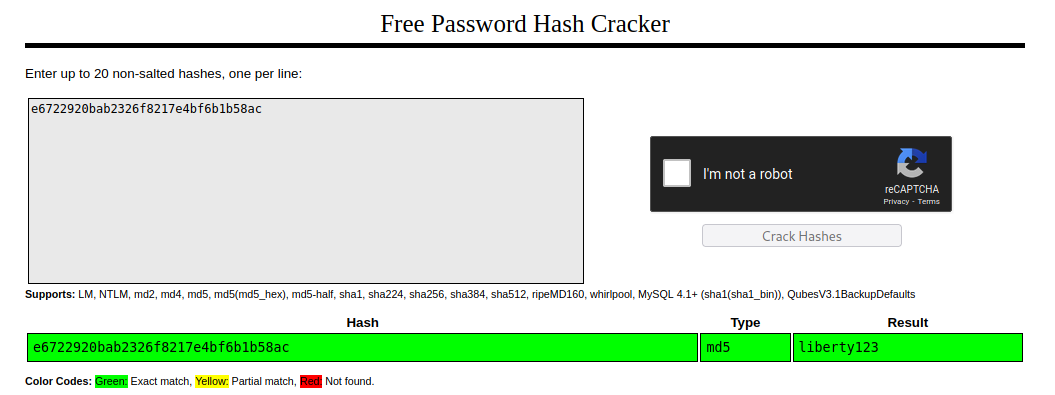 Free Password Hash Cracker
Enter up to 20 non-salted hashes, one per line:
e6722920bab2326f8217e4bf6b1b58ac
I'm not a robot
reCAPTCHA
Privacy - Terms
Crack Hashes
Supports: LM, NTLM, md2, md4, md5, md5(md5_hex), md5-half, sha1, sha224, sha256, sha384, sha512, ripeMD160, whirlpool, MySQL 4.1+ (sha1(sha1_bin)), QubesV3.1BackupDefaults
Hash Type Result
e6722920bab2326f8217e4bf6b1b58ac md5 liberty123
Color Codes: Green: Exact match, Yellow: Partial match, Red: Not found.